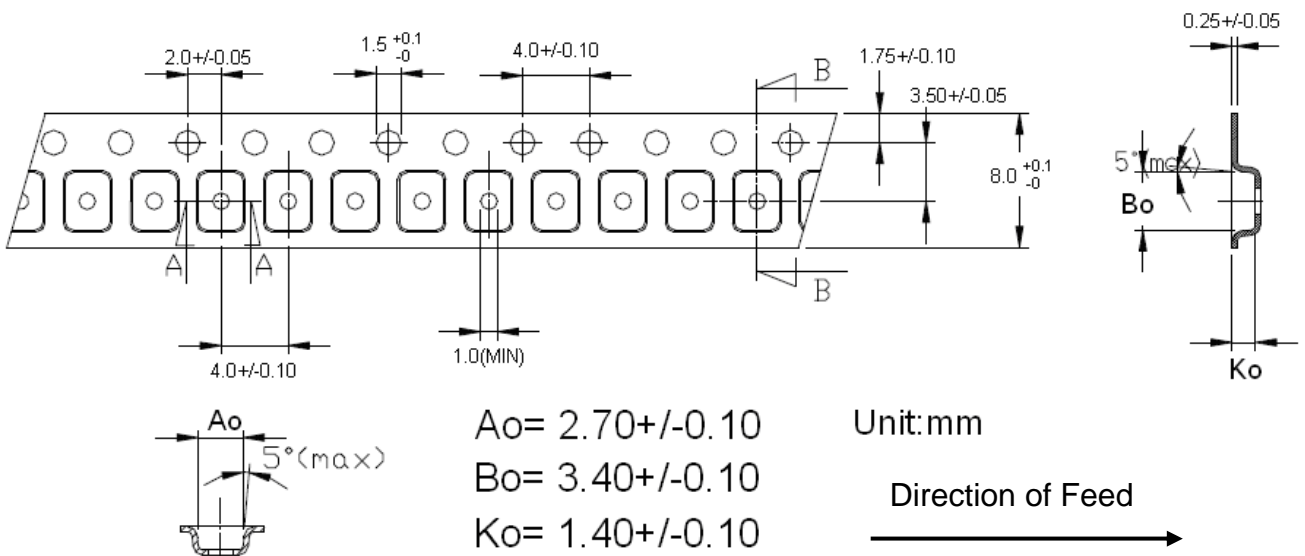 0.25+/-0.05
2.0+/-0.05
1.5 +0.1 -0
4.0+/-0.10
B
1.75+/-0.10
3.50+/-0.05
8.0 +0.1 -0
5°(max)
Bo
A A
B
4.0+/-0.10
1.0(MIN)
Ko
Ao
5°(max)
Ao= 2.70+/-0.10
Unit:mm
Bo= 3.40+/-0.10
Direction of Feed
Ko= 1.40+/-0.10